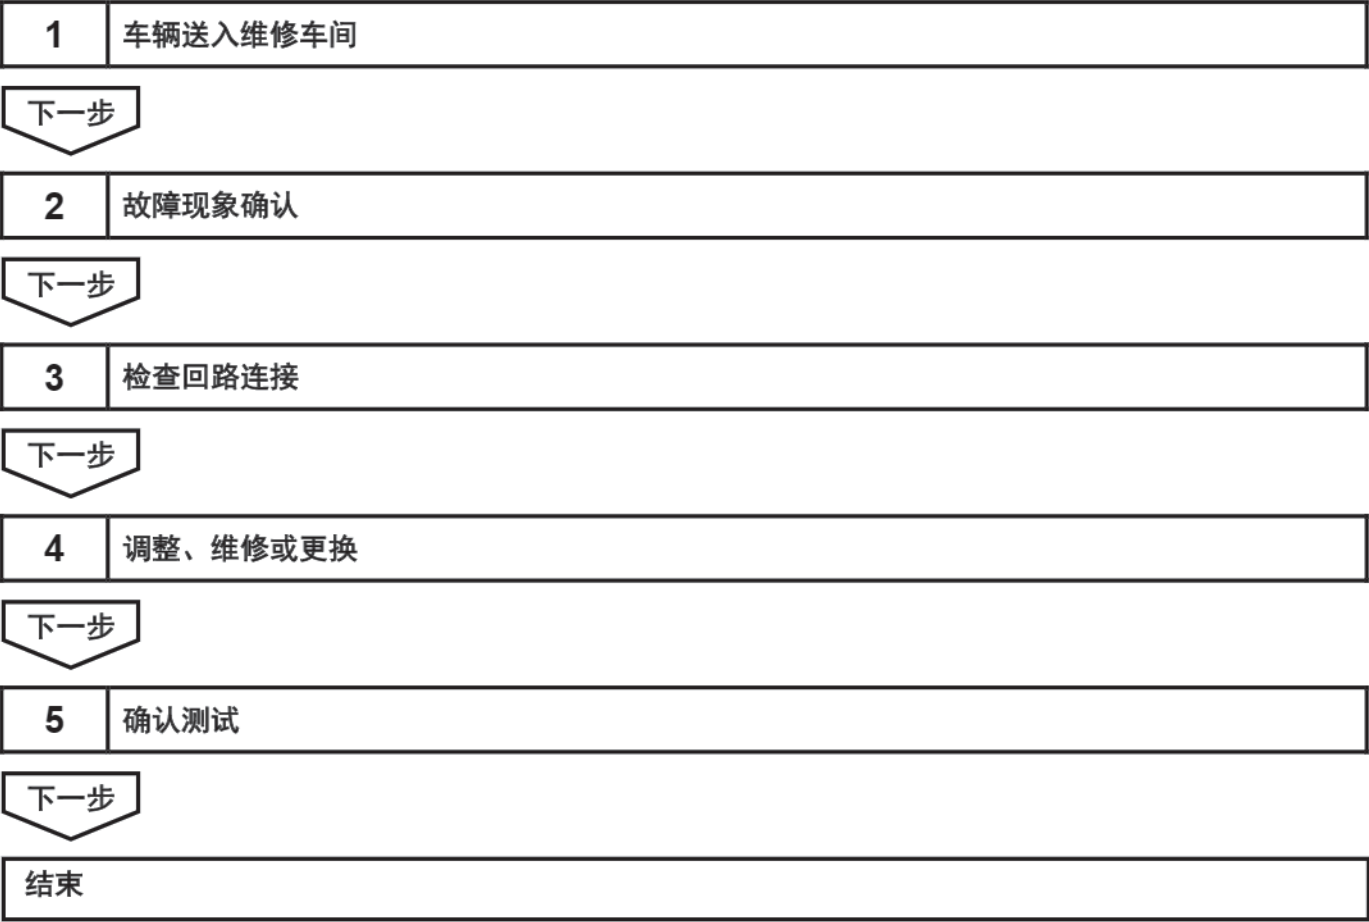 1 车辆送入维修车间
下一步
2 故障现象确认
下一步
3 检查回路连接
下一步
4 调整、维修或更换
下一步
5 确认测试
下一步
结束